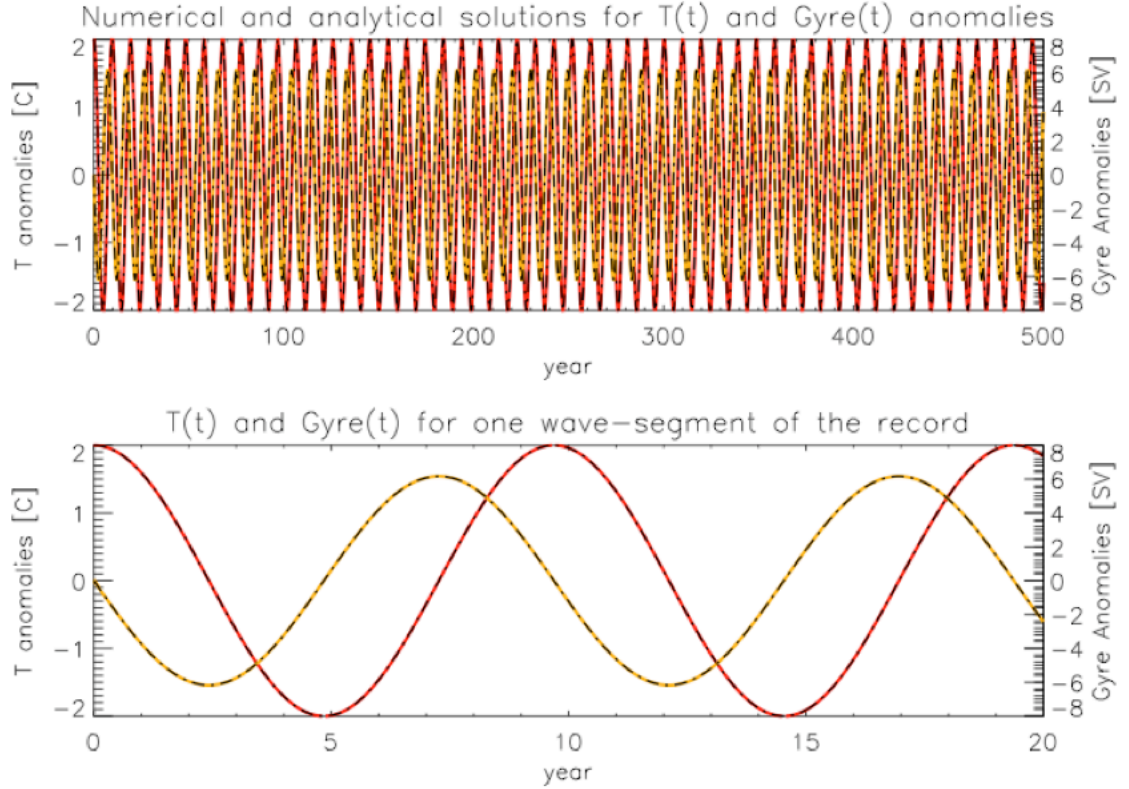 Numerical and analytical solutions for T(t) and Gyre(t) anomalies
T anomalies [C]
2
1
0
−1
−2
8
6
4
2
0
−2
−4
−6
−8
Gyre Anomalies [SV]
0 100 200 300 400 500
year
T(t) and Gyre(t) for one wave−segment of the record
T anomalies [C]
2
1
0
−1
−2
8
6
4
2
0
−2
−4
−6
−8
Gyre Anomalies [SV]
0 5 10 15 20
year